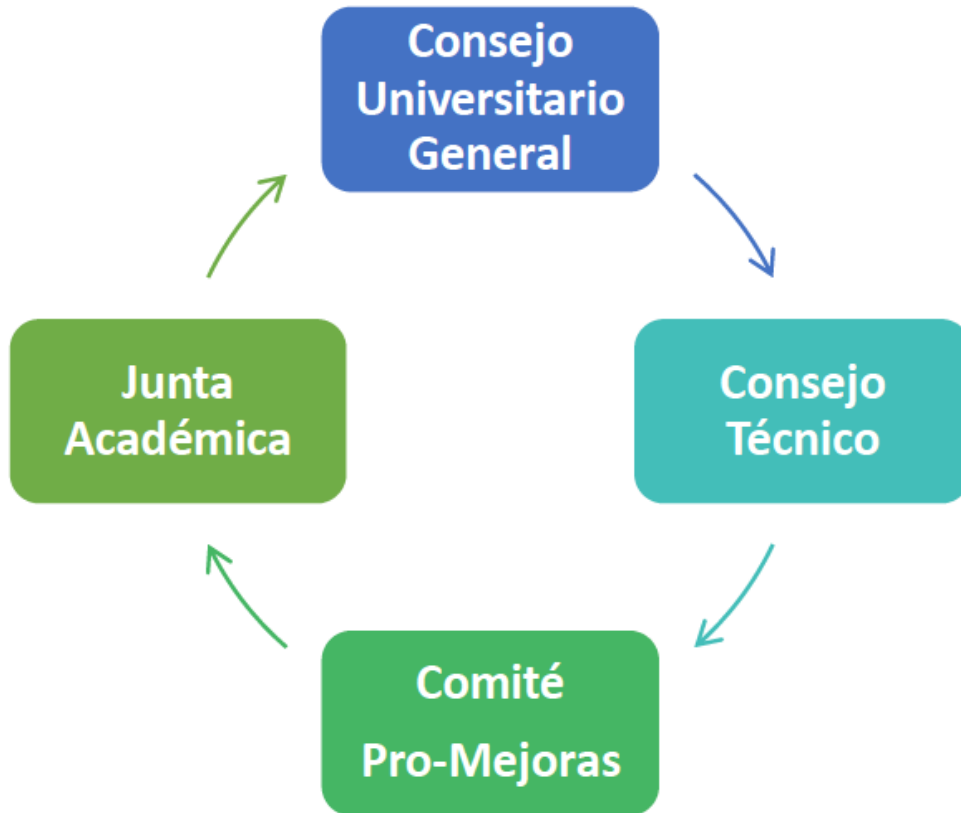 Consejo
Universitario
General
Junta
Académica
Consejo
Técnico
Comité
Pro-Mejoras